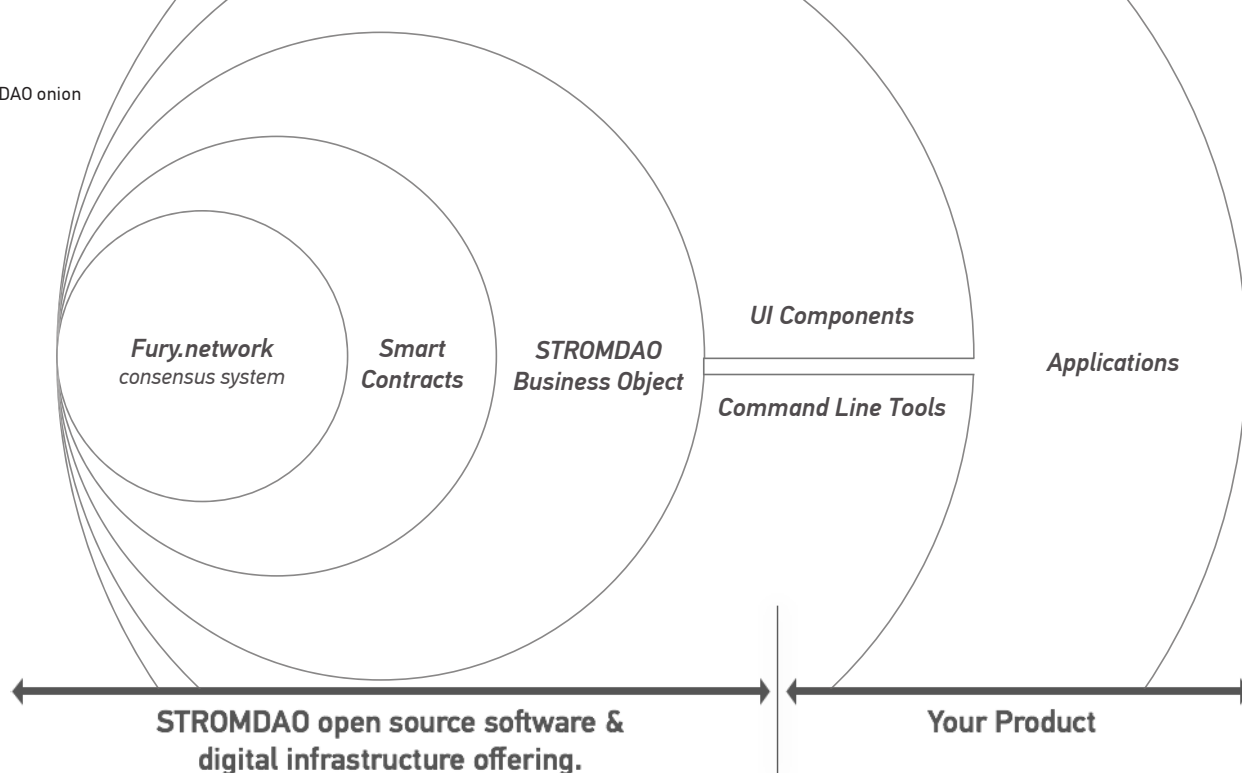 DAO onion
UI Components
Fury.network
consensus system
Smart
Contracts
STROMDAO
Business Object
Applications
Command Line Tools
STROMDAO open source software &
digital infrastructure offering.
Your Product